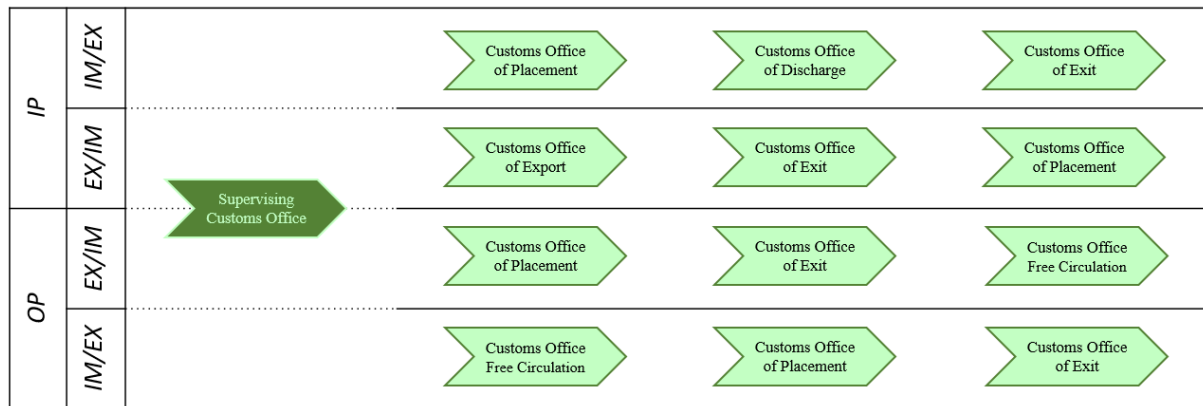 IP
IM/EX
Customs Office
of Placement
Customs Office
of Discharge
Customs Office
of Exit
EX/IM
Customs Office
of Export
Customs Office
of Exit
Customs Office
of Placement
Supervising
Customs Office
OP
EX/IM
Customs Office
of Placement
Customs Office
of Exit
Customs Office
Free Circulation
IM/EX
Customs Office
Free Circulation
Customs Office
of Placement
Customs Office
of Exit